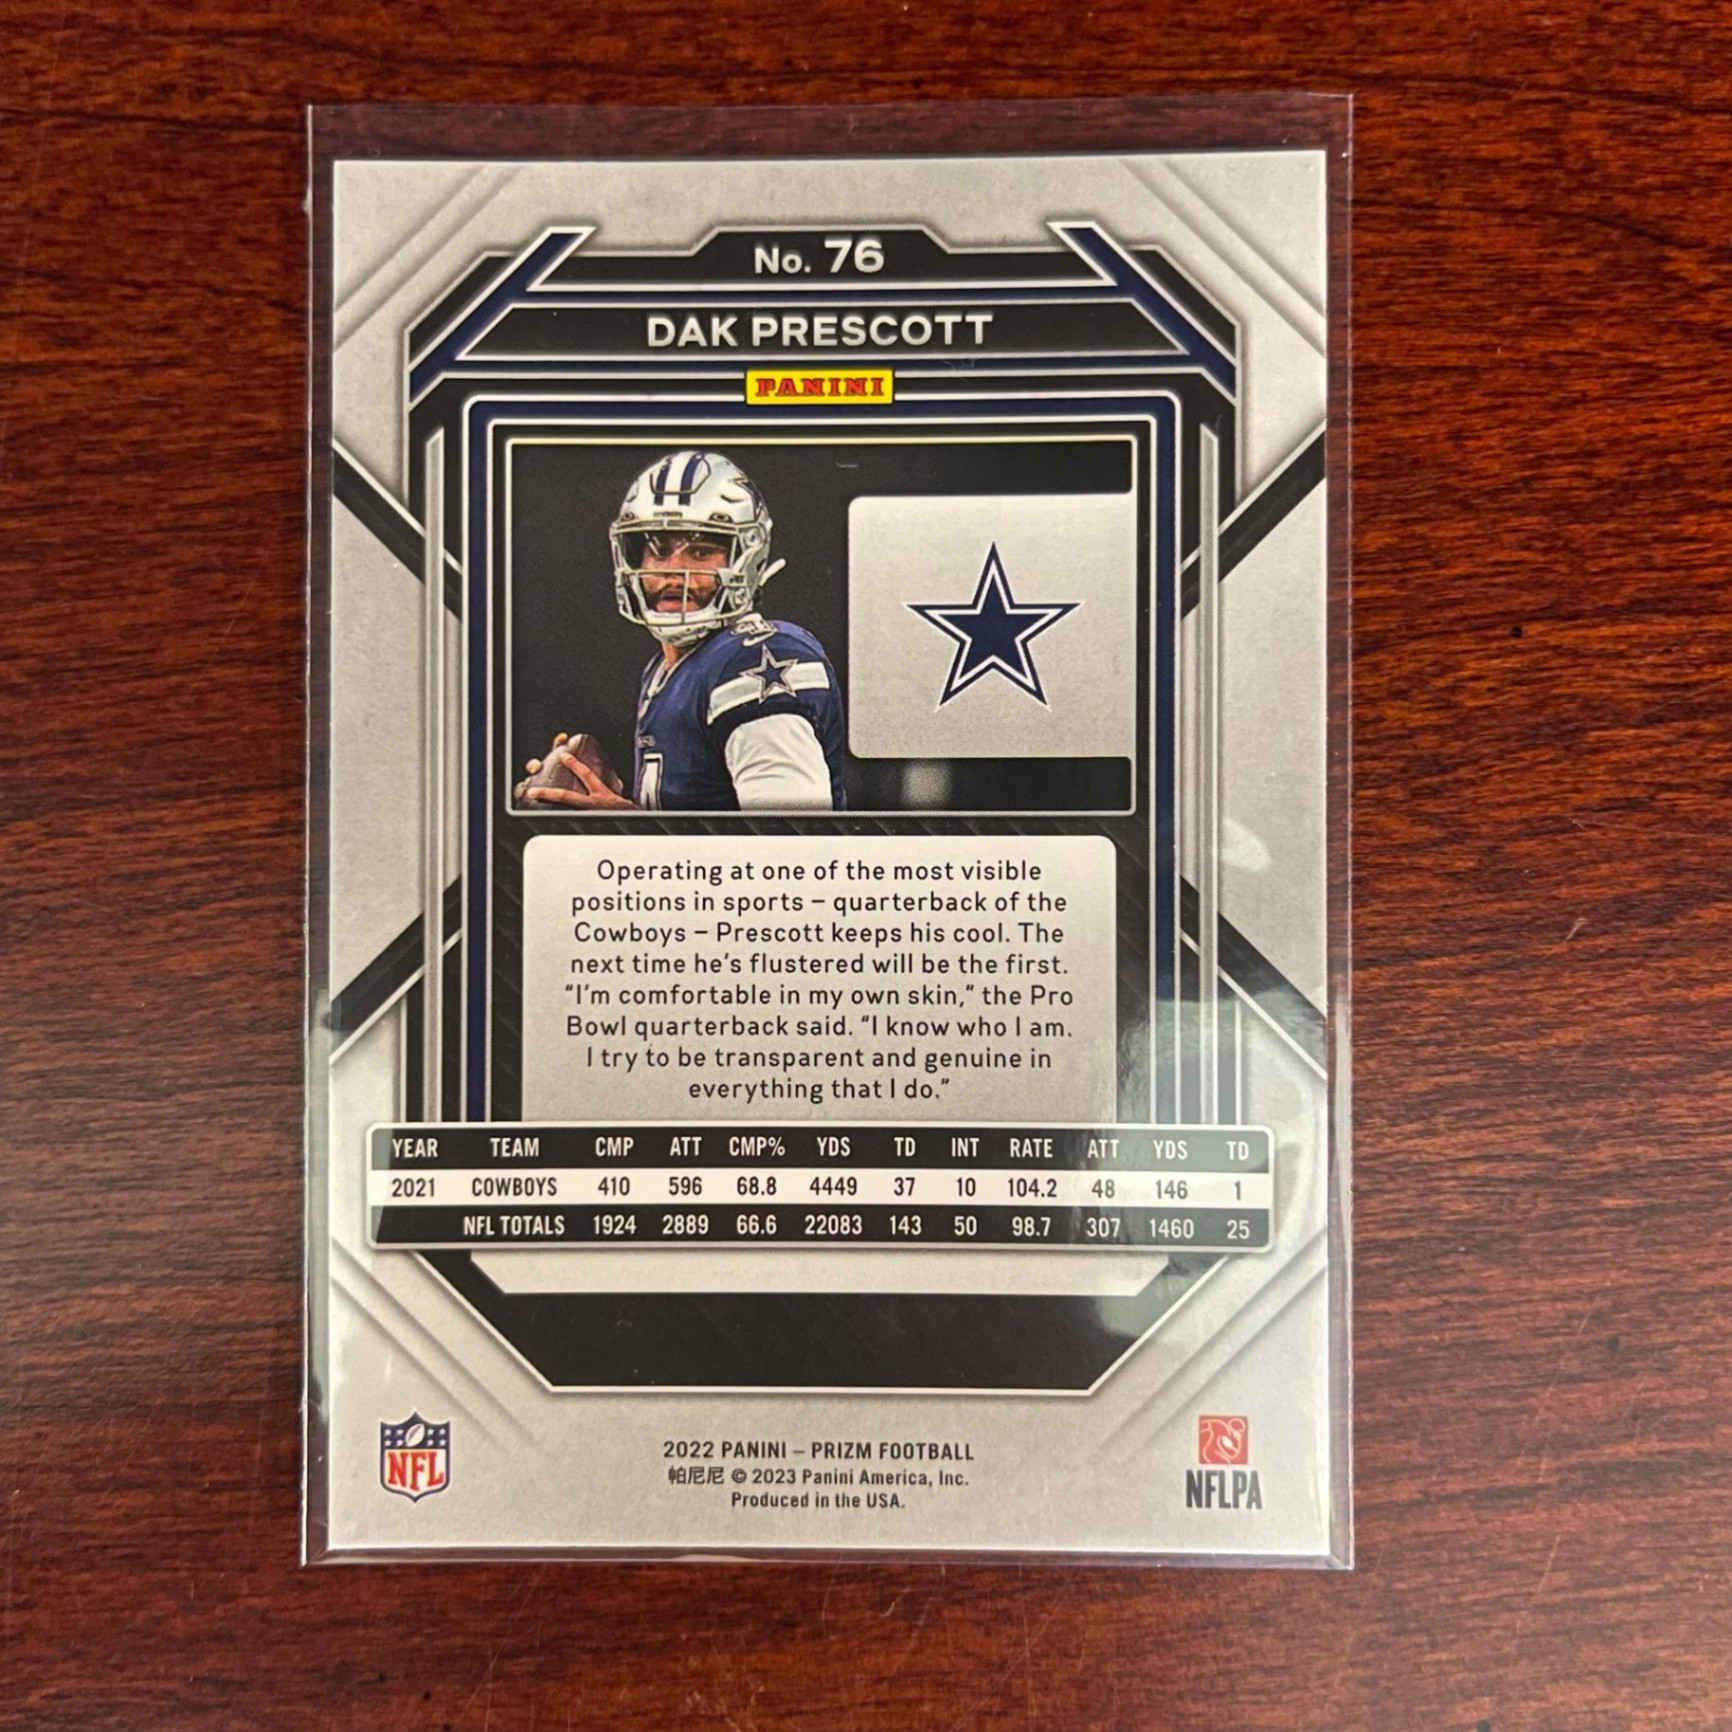 No. 76
DAK PRESCOTT
PANINI
Operating at one of the most visible
positions in sports – quarterback of the
Cowboys – Prescott keeps his cool. The
next time he's flustered will be the first.
"I'm comfortable in my own skin," the Pro
Bowl quarterback said. "I know who I am.
I try to be transparent and genuine in
everything that I do."
YEAR TEAM CMP ATT CMP% YDS TD INT RATE ATT YDS TD
2021 COWBOYS 410 596 68.8 4449 37 10 104.2 48 146 1
NFL TOTALS 1924 2889 66.6 22083 143 50 98.7 307 1460 25
NFL
2022 PANINI – PRIZM FOOTBALL
帕尼尼 © 2023 Panini America, Inc.
Produced in the USA.
NFLPA